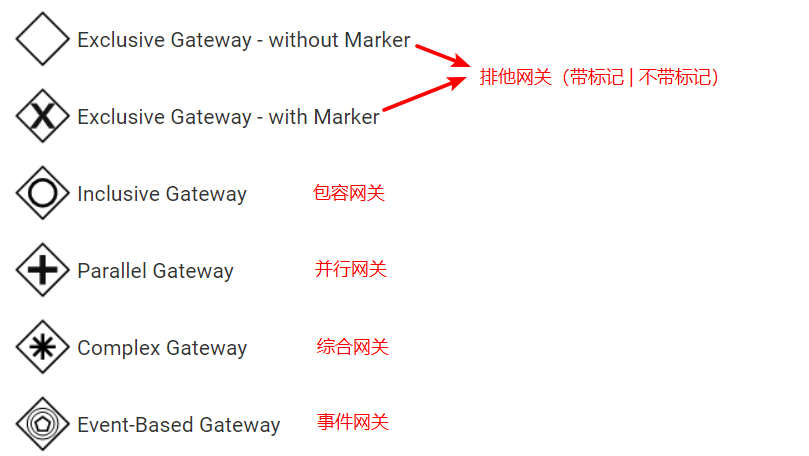 Exclusive Gateway - without Marker
排他网关（带标记 | 不带标记）
Exclusive Gateway - with Marker
Inclusive Gateway 包容网关
Parallel Gateway 并行网关
Complex Gateway 综合网关
Event-Based Gateway 事件网关